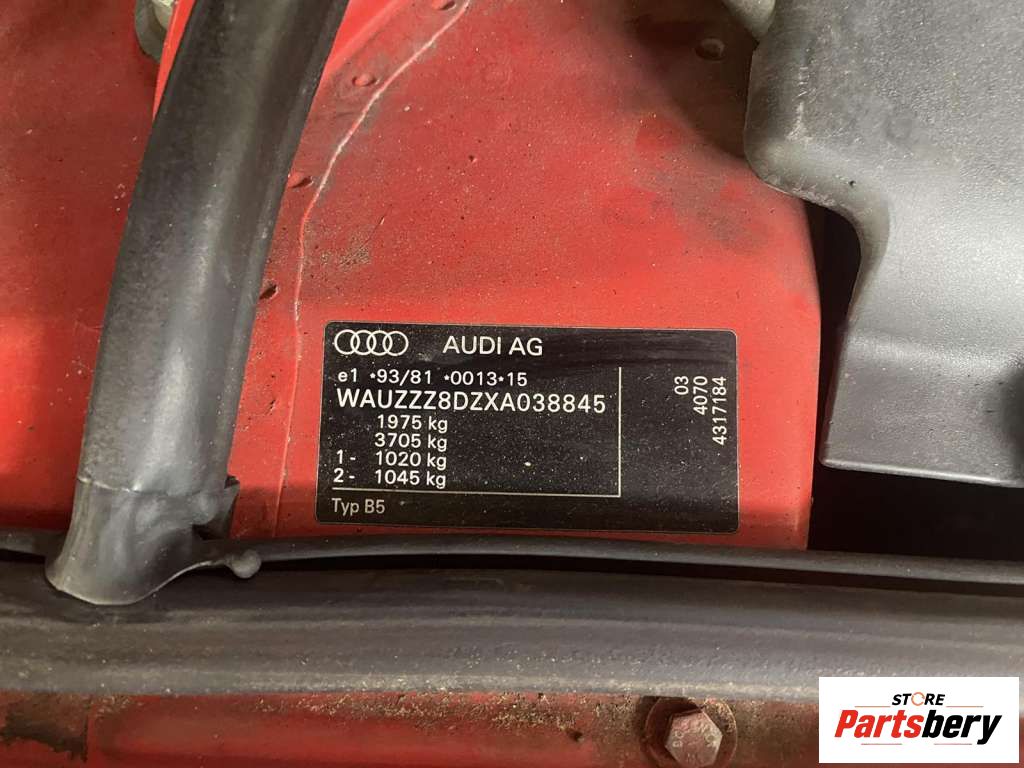 AUDI AG
e1 •93/81 •0013•15
WAUZZZ8DZXA038845
1975 kg
3705 kg
1- 1020 kg
2- 1045 kg
Typ B5
03
4070
4317184
STORE
Partsbery